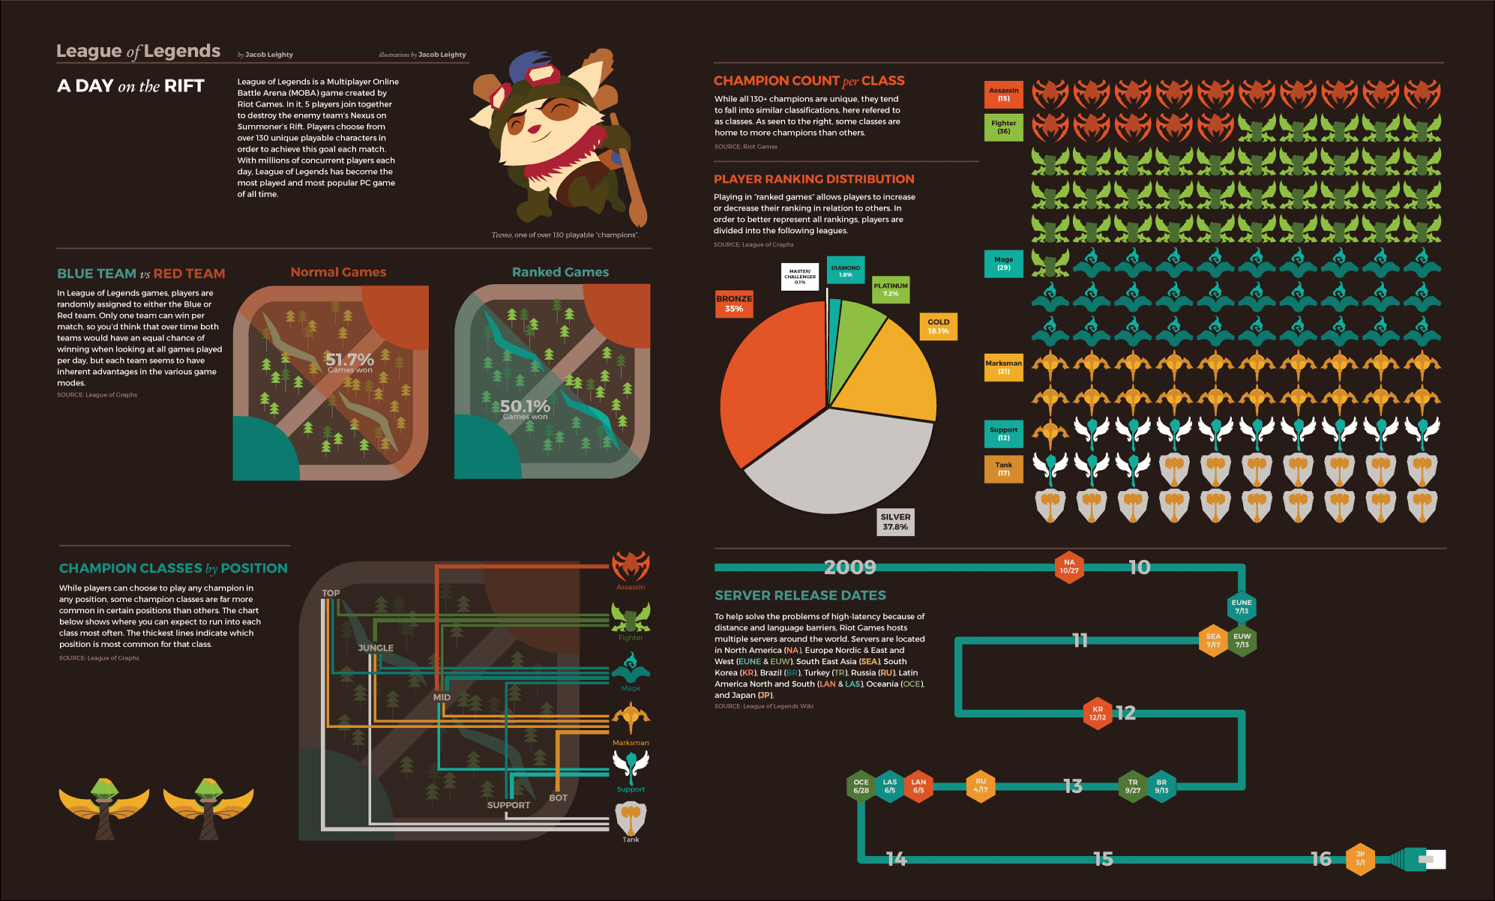 League of Legends
by Jacob Leighty
illustrations by Jacob Leighty
A DAY on the RIFT
League of Legends is a Multiplayer Online
Battle Arena (MOBA) game created by
Riot Games. In it, 5 players join together
to destroy the enemy team's Nexus on
Summoner's Rift. Players choose from
over 130 unique playable characters in
order to achieve this goal each match.
With millions of concurrent players each
day, League of Legends has become the
most played and most popular PC game
of all time.
Teemo, one of over 130 playable "champions".
BLUE TEAM vs RED TEAM
In League of Legends games, players are
randomly assigned to either the Blue or
Red team. Only one team can win per
match, so you'd think that over time both
teams would have an equal chance of
winning when looking at all games played
per day, but each team seems to have
inherent advantages in the various game
modes.
SOURCE: League of Graphs
Normal Games
51.7%
Games won
Ranked Games
50.1%
Games won
CHAMPION CLASSES by POSITION
While players can choose to play any champion in
any position, some champion classes are far more
common in certain positions than others. The chart
below shows where you can expect to run into each
class most often. The thickest lines indicate which
position is most common for that class.
SOURCE: League of Graphs
TOP
JUNGLE
MID
SUPPORT
BOT
Assassin
Fighter
Mage
Marksman
Support
Tank
CHAMPION COUNT per CLASS
While all 130+ champions are unique, they tend
to fall into similar classifications, here refered to
as classes. As seen to the right, some classes are
home to more champions than others.
SOURCE: Riot Games
Assassin
(15)
Fighter
(36)
Mage
(29)
Marksman
(21)
Support
(12)
Tank
(17)
PLAYER RANKING DISTRIBUTION
Playing in "ranked games" allows players to increase
or decrease their ranking in relation to others. In
order to better represent all rankings, players are
divided into the following leagues.
SOURCE: League of Graphs
MASTER/
CHALLENGER
0.1%
DIAMOND
1.8%
PLATINUM
7.2%
GOLD
18.1%
BRONZE
35%
SILVER
37.8%
2009
NA
10/27
10
SERVER RELEASE DATES
To help solve the problems of high-latency because of
distance and language barriers, Riot Games hosts
multiple servers around the world. Servers are located
in North America (NA), Europe Nordic & East and
West (EUNE & EUW), South East Asia (SEA), South
Korea (KR), Brazil (BR), Turkey (TR), Russia (RU), Latin
America North and South (LAN & LAS), Oceania (OCE),
and Japan (JP).
SOURCE: League of Legends Wiki
EUNE
7/13
EUW
7/13
SEA
7/17
11
KR
12/12
12
BR
9/13
TR
9/27
13
RU
4/17
LAN
6/5
LAS
6/5
OCE
6/28
14
15
16
JP
3/1